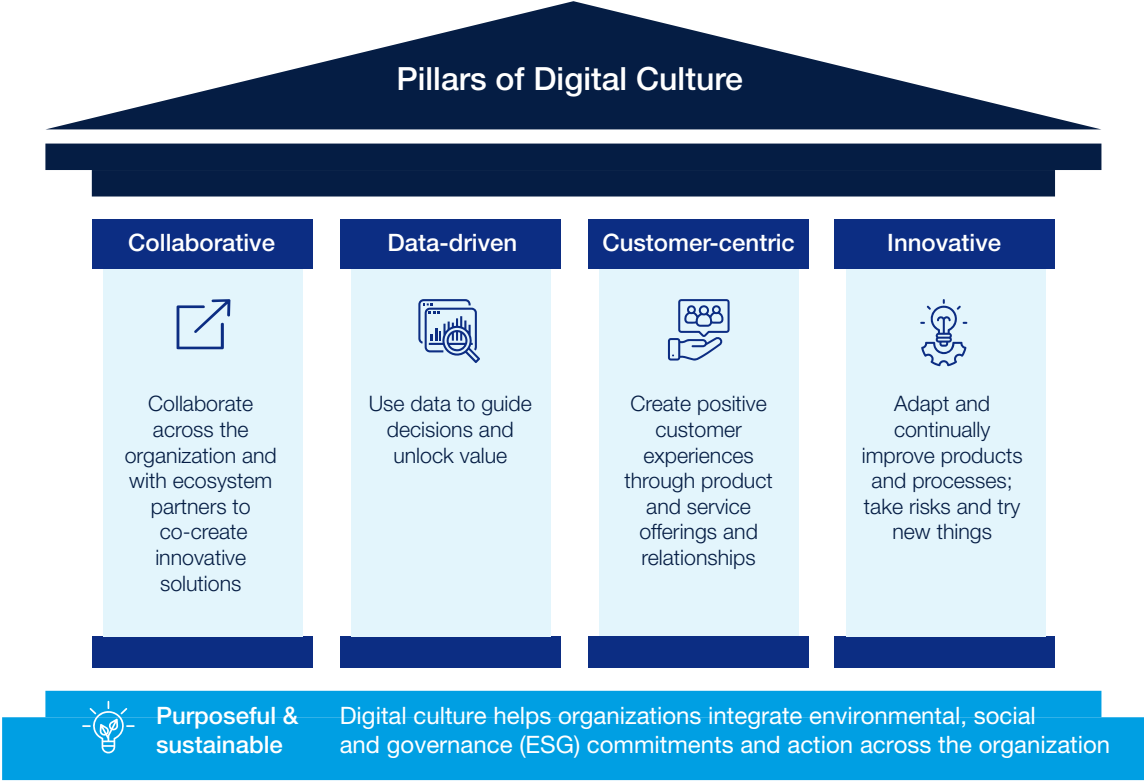 Pillars of Digital Culture
Collaborative
Collaborate
across the
organization and
with ecosystem
partners to
co-create
innovative
solutions
Data-driven
Use data to guide
decisions and
unlock value
Customer-centric
Create positive
customer
experiences
through product
and service
offerings and
relationships
Innovative
Adapt and
continually
improve products
and processes;
take risks and try
new things
Purposeful &
sustainable
Digital culture helps organizations integrate environmental, social
and governance (ESG) commitments and action across the organization